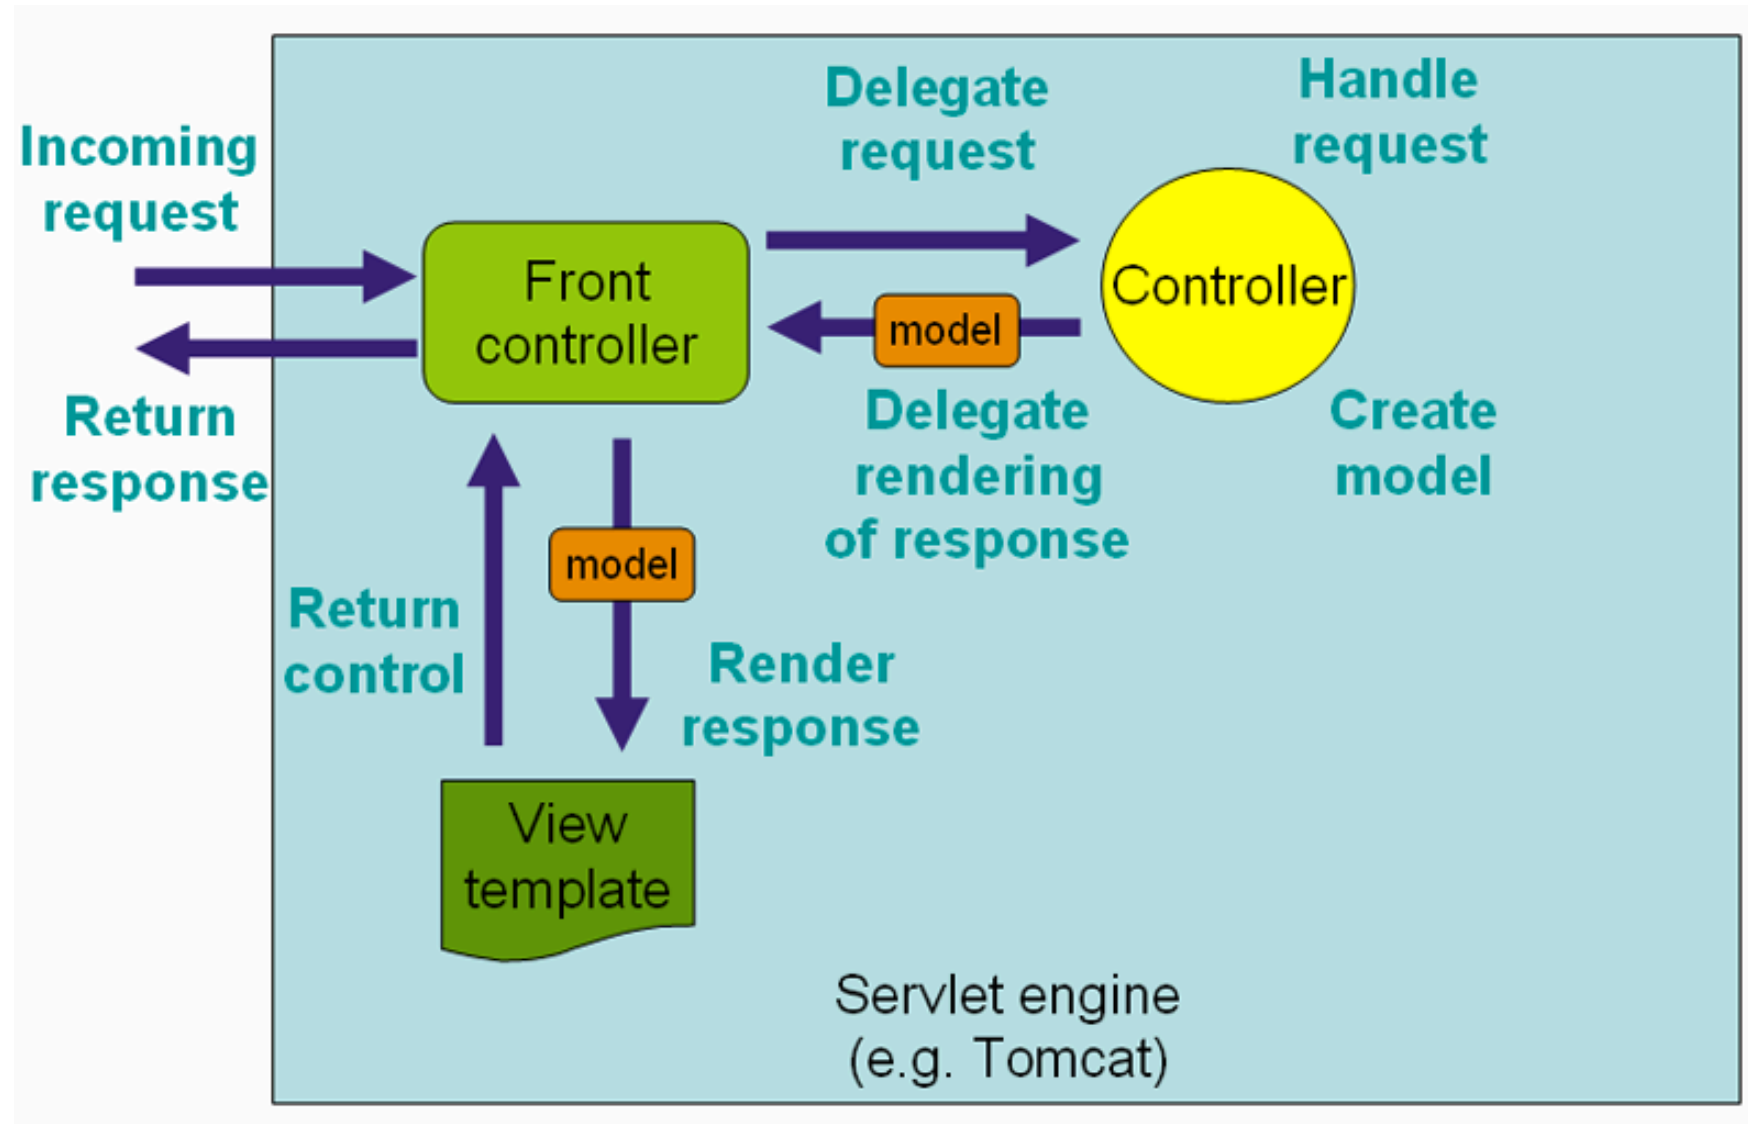 Incoming
request
Return
response
Front
controller
Delegate
request
Handle
request
Controller
model
Delegate
rendering
of response
Create
model
Return
control
model
Render
response
View
template
Servlet engine
(e.g. Tomcat)